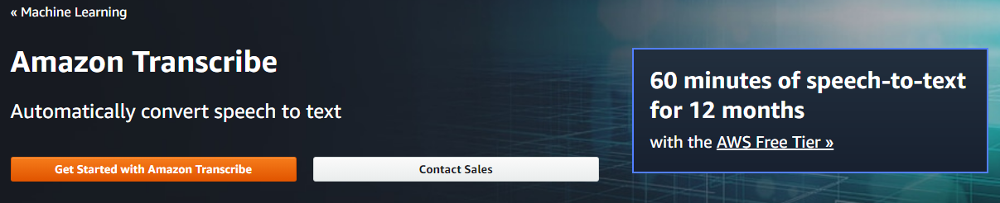 « Machine Learning
Amazon Transcribe
Automatically convert speech to text
Get Started with Amazon Transcribe
Contact Sales
60 minutes of speech-to-text
for 12 months
with the AWS Free Tier »